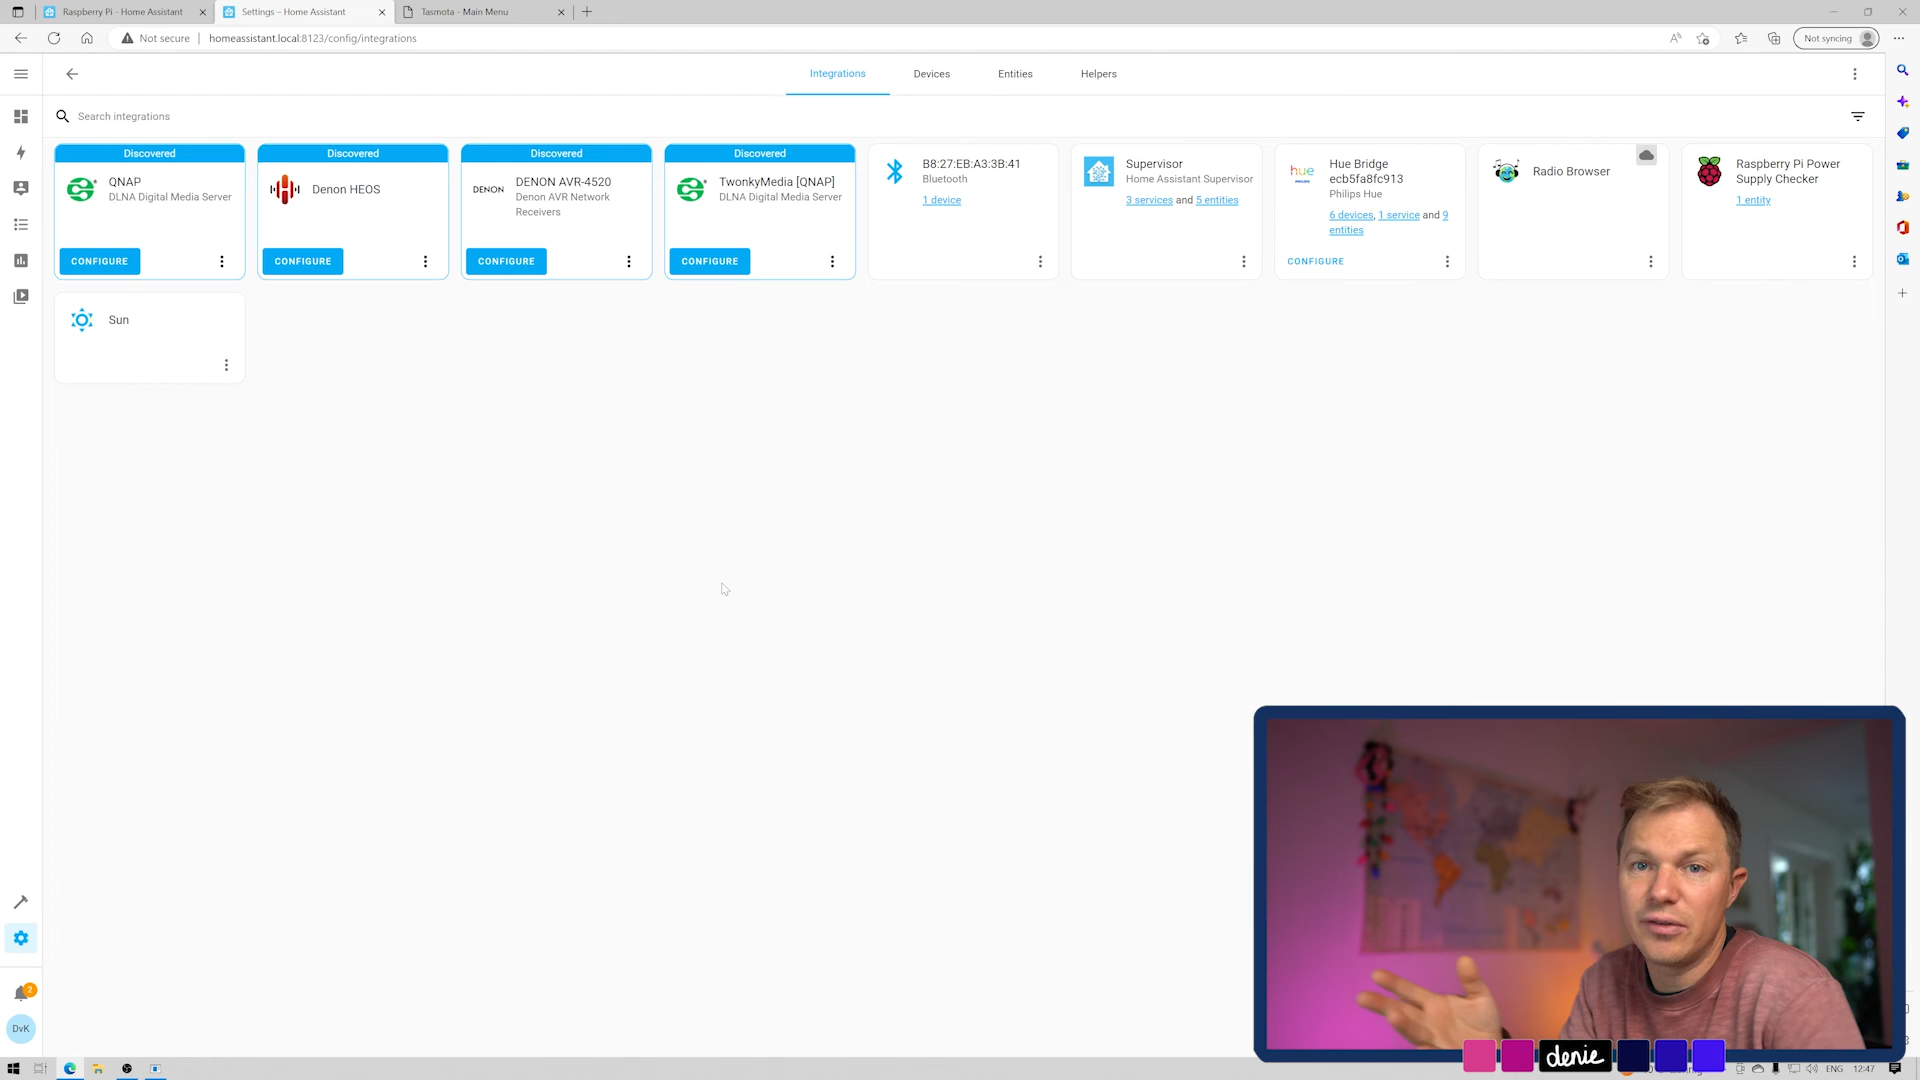 Raspberry Pi - Home Assistant
Settings – Home Assistant
Tasmota - Main Menu
Not secure
homeassistant.local:8123/config/integrations
Not syncing
Integrations
Devices
Entities
Helpers
Search integrations
Discovered
QNAP
DLNA Digital Media Server
CONFIGURE
Discovered
Denon HEOS
CONFIGURE
Discovered
DENON
DENON AVR-4520
Denon AVR Network
Receivers
CONFIGURE
Discovered
TwonkyMedia [QNAP]
DLNA Digital Media Server
CONFIGURE
B8:27:EB:A3:3B:41
Bluetooth
1 device
Supervisor
Home Assistant Supervisor
3 services and 5 entities
hue
Hue Bridge
ecb5fa8fc913
Philips Hue
6 devices, 1 service and 9
entities
CONFIGURE
Radio Browser
Raspberry Pi Power
Supply Checker
1 entity
Sun
2
DvK
denie
ENG
12:47